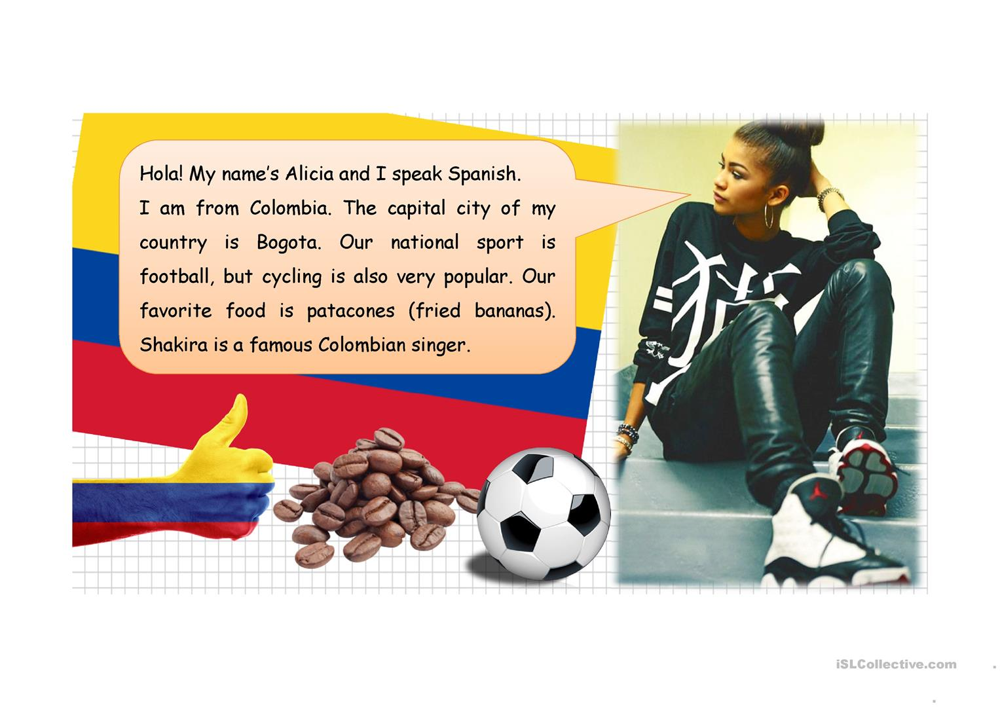 Hola! My name's Alicia and I speak Spanish.
I am from Colombia. The capital city of my
country is Bogota. Our national sport is
football, but cycling is also very popular. Our
favorite food is patacones (fried bananas).
Shakira is a famous Colombian singer.
iSLCollective.com